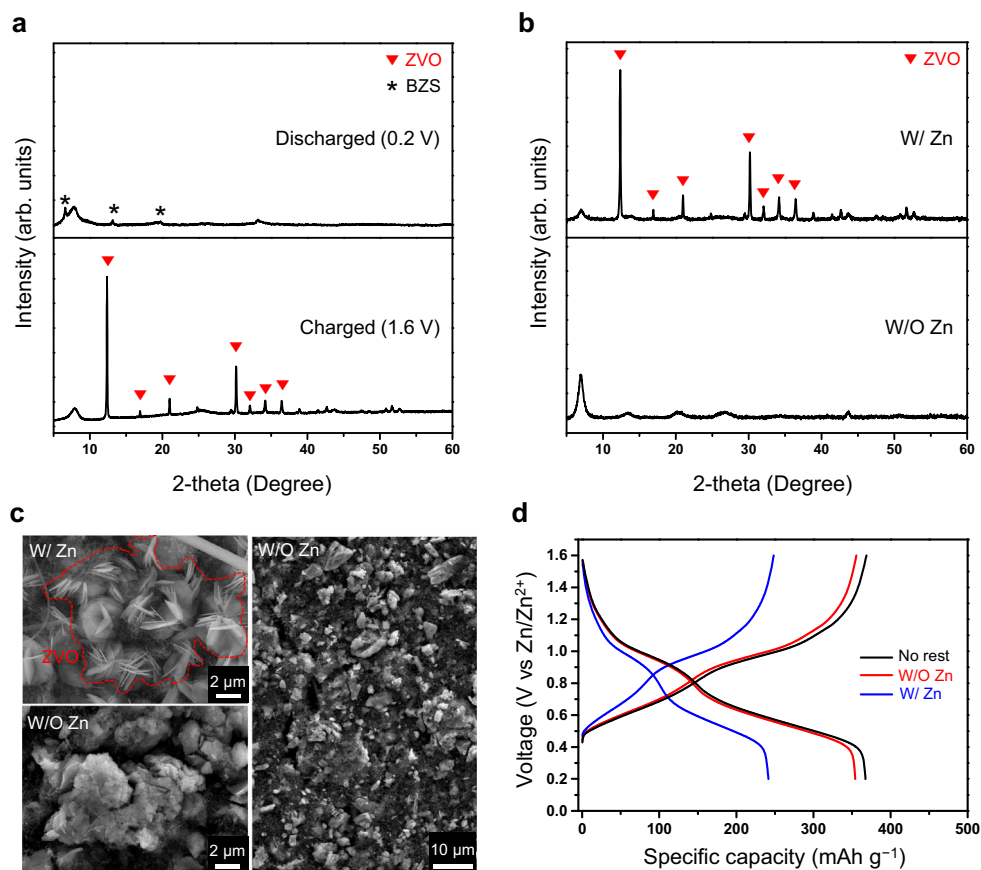 a
▼ ZVO
* BZS
Discharged (0.2 V)
Charged (1.6 V)
Intensity (arb. units)
10 20 30 40 50 60
2-theta (Degree)
b
▼ ZVO
W/ Zn
W/O Zn
Intensity (arb. units)
10 20 30 40 50 60
2-theta (Degree)
c
W/ Zn
ZVO
2 µm
W/O Zn
2 µm
W/O Zn
10 µm
d
1.6
1.4
1.2
1.0
0.8
0.6
0.4
0.2
0.0
Voltage (V vs Zn/Zn²⁺)
No rest
W/O Zn
W/ Zn
0 100 200 300 400 500
Specific capacity (mAh g⁻¹)